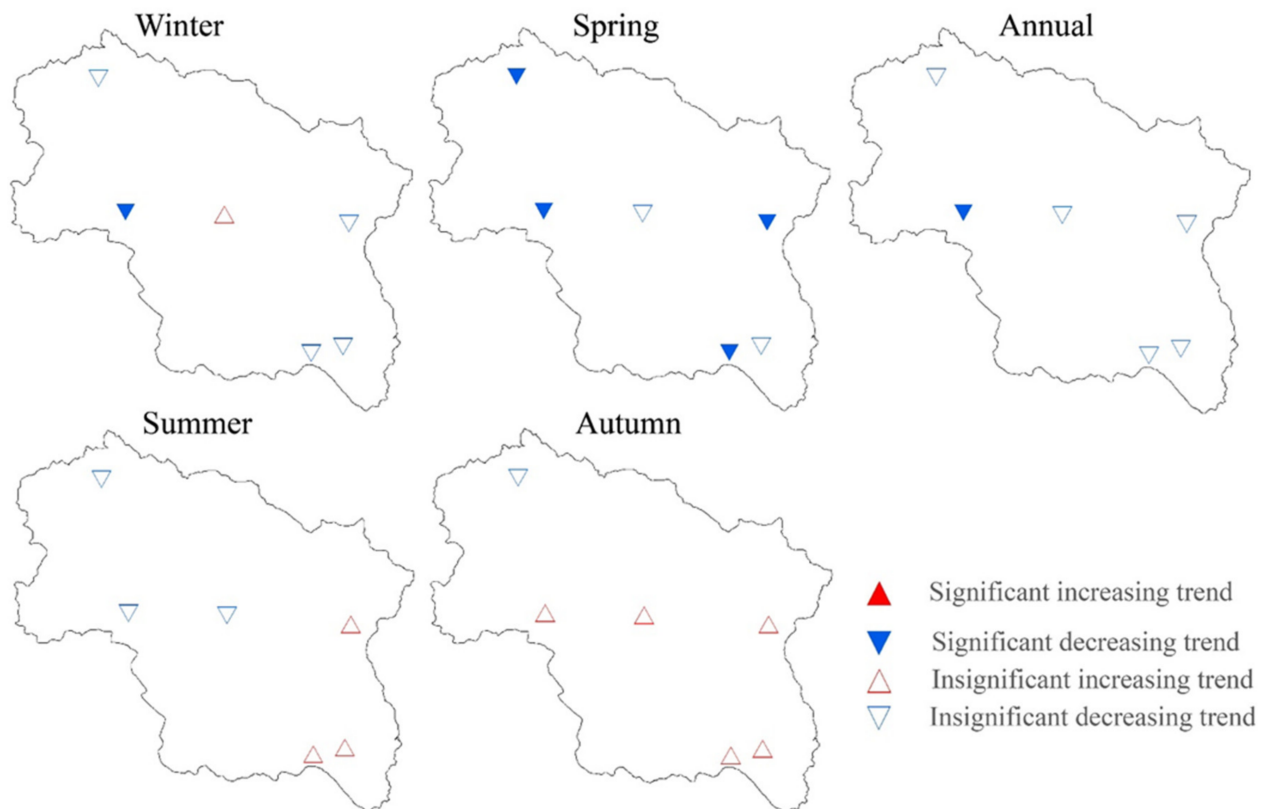 Winter
Spring
Annual
Summer
Autumn
Significant increasing trend
Significant decreasing trend
Insignificant increasing trend
Insignificant decreasing trend